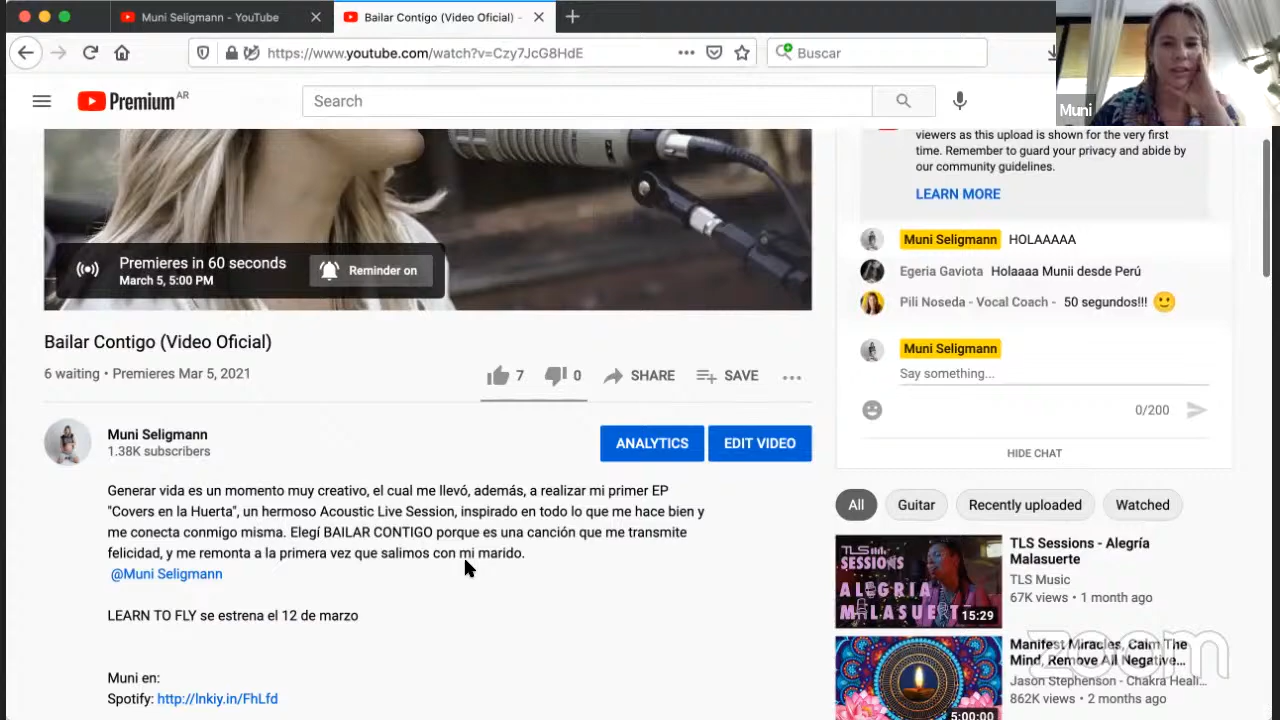 Muni Seligmann - YouTube
Bailar Contigo (Video Oficial) -
https://www.youtube.com/watch?v=Czy7JcG8HdE
Buscar
Muni
Premium AR
Search
viewers as this upload is shown for the very first
time. Remember to guard your privacy and abide by
our community guidelines.
LEARN MORE
Premieres in 60 seconds
March 5, 5:00 PM
Reminder on
Muni Seligmann HOLAAAAA
Egeria Gaviota Holaaaa Munii desde Perú
Pili Noseda - Vocal Coach - 50 segundos!!!
Muni Seligmann
Say something...
0/200
HIDE CHAT
Bailar Contigo (Video Oficial)
6 waiting • Premieres Mar 5, 2021
7
0
SHARE
SAVE
Muni Seligmann
1.38K subscribers
ANALYTICS
EDIT VIDEO
Generar vida es un momento muy creativo, el cual me llevó, además, a realizar mi primer EP
"Covers en la Huerta", un hermoso Acoustic Live Session, inspirado en todo lo que me hace bien y
me conecta conmigo misma. Elegí BAILAR CONTIGO porque es una canción que me transmite
felicidad, y me remonta a la primera vez que salimos con mi marido.
@Muni Seligmann
LEARN TO FLY se estrena el 12 de marzo
Muni en:
Spotify: http://lnkiy.in/FhLfd
All
Guitar
Recently uploaded
Watched
TLS
SESSIONS
ALEGRIA
MALASUERTE
15:29
TLS Sessions - Alegría
Malasuerte
TLS Music
67K views • 1 month ago
5:00:00
Manifest Miracles, Calm The
Mind, Remove All Negative...
Jason Stephenson - Chakra Heali...
862K views • 2 months ago
zoom